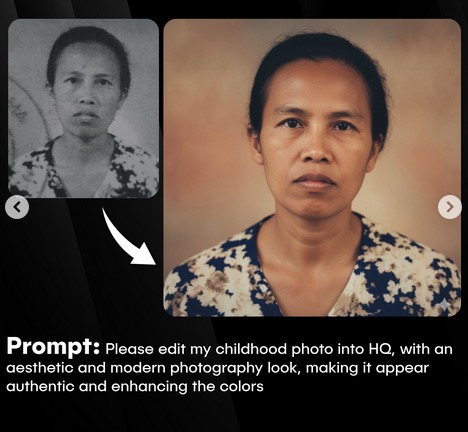 Prompt: Please edit my childhood photo into HQ, with an
aesthetic and modern photography look, making it appear
authentic and enhancing the colors